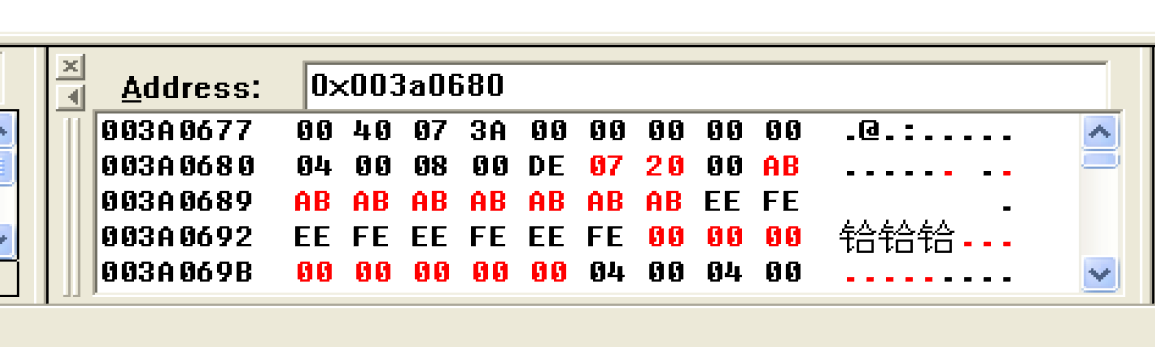 Address: 0x003a0680
003A0677 00 40 07 3A 00 00 00 00 00 .@.:.....
003A0680 04 00 08 00 DE 07 20 00 AB ...... ..
003A0689 AB AB AB AB AB AB AB EE FE .
003A0692 EE FE EE FE EE FE 00 00 00 铪铪铪...
003A069B 00 00 00 00 00 04 00 04 00 .........